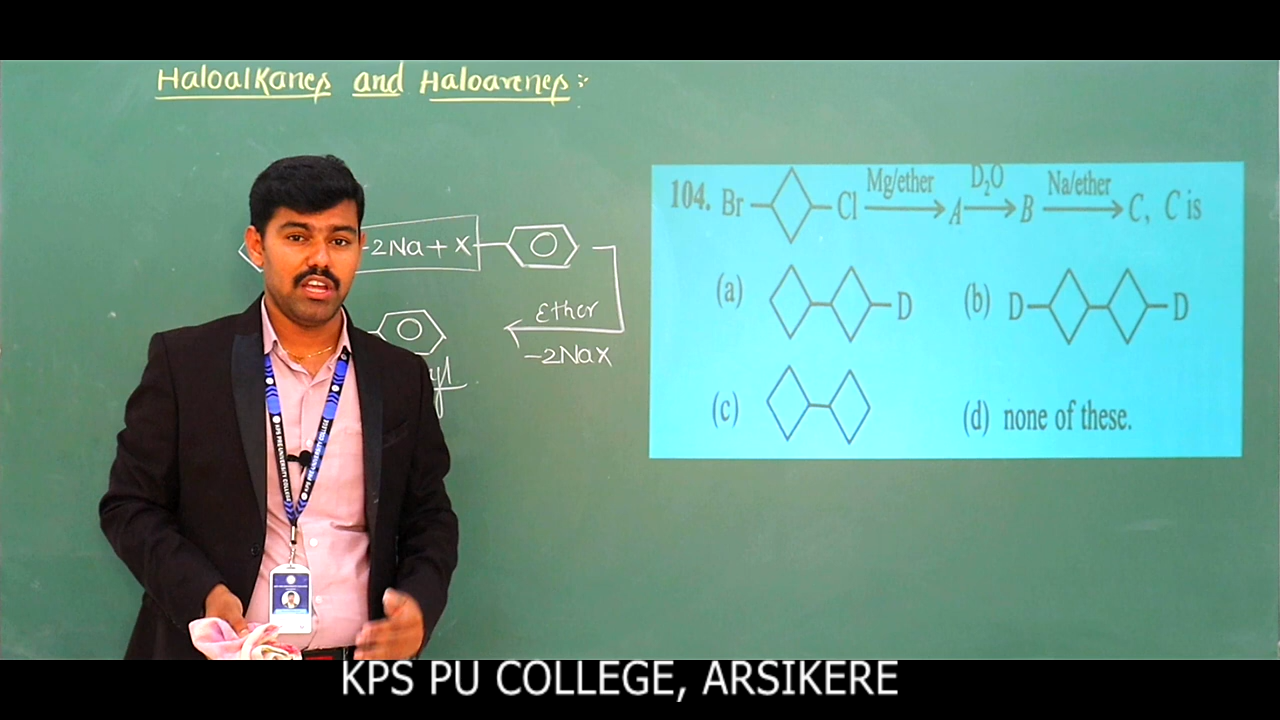 Haloalkanes and Haloarenes:
-2Na+X
Ether
-2NaX
104. Br Cl Mg/ether A D₂O B Na/ether C, C is
(a) D (b) D D
(c) (d) none of these.
KPS PU COLLEGE, ARSIKERE